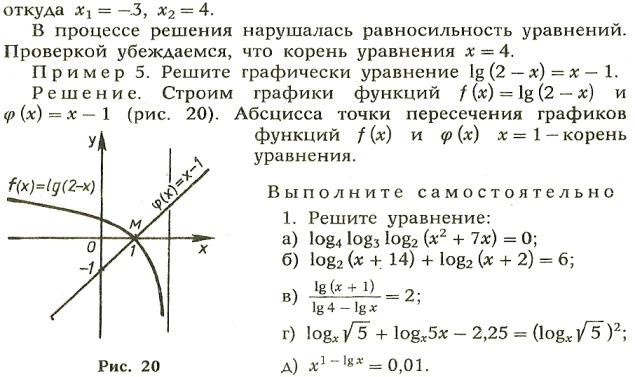 откуда x₁ = −3, x₂ = 4.
В процессе решения нарушалась равносильность уравнений.
Проверкой убеждаемся, что корень уравнения x = 4.
Пример 5. Решите графически уравнение lg (2 − x) = x − 1.
Решение. Строим графики функций f (x) = lg (2 − x) и
φ (x) = x − 1 (рис. 20). Абсцисса точки пересечения графиков
функций f (x) и φ (x) x = 1 — корень
уравнения.
y
f(x)=lg(2-x)
φ(x)=x-1
M
0
1
x
-1
Рис. 20
Выполните самостоятельно
1. Решите уравнение:
а) log₄ log₃ log₂ (x² + 7x) = 0;
б) log₂ (x + 14) + log₂ (x + 2) = 6;
в) lg (x + 1) / lg 4 − lg x = 2;
г) logₓ √5 + logₓ5x − 2,25 = (logₓ √5 )²;
д) x^(1 − lg x) = 0,01.